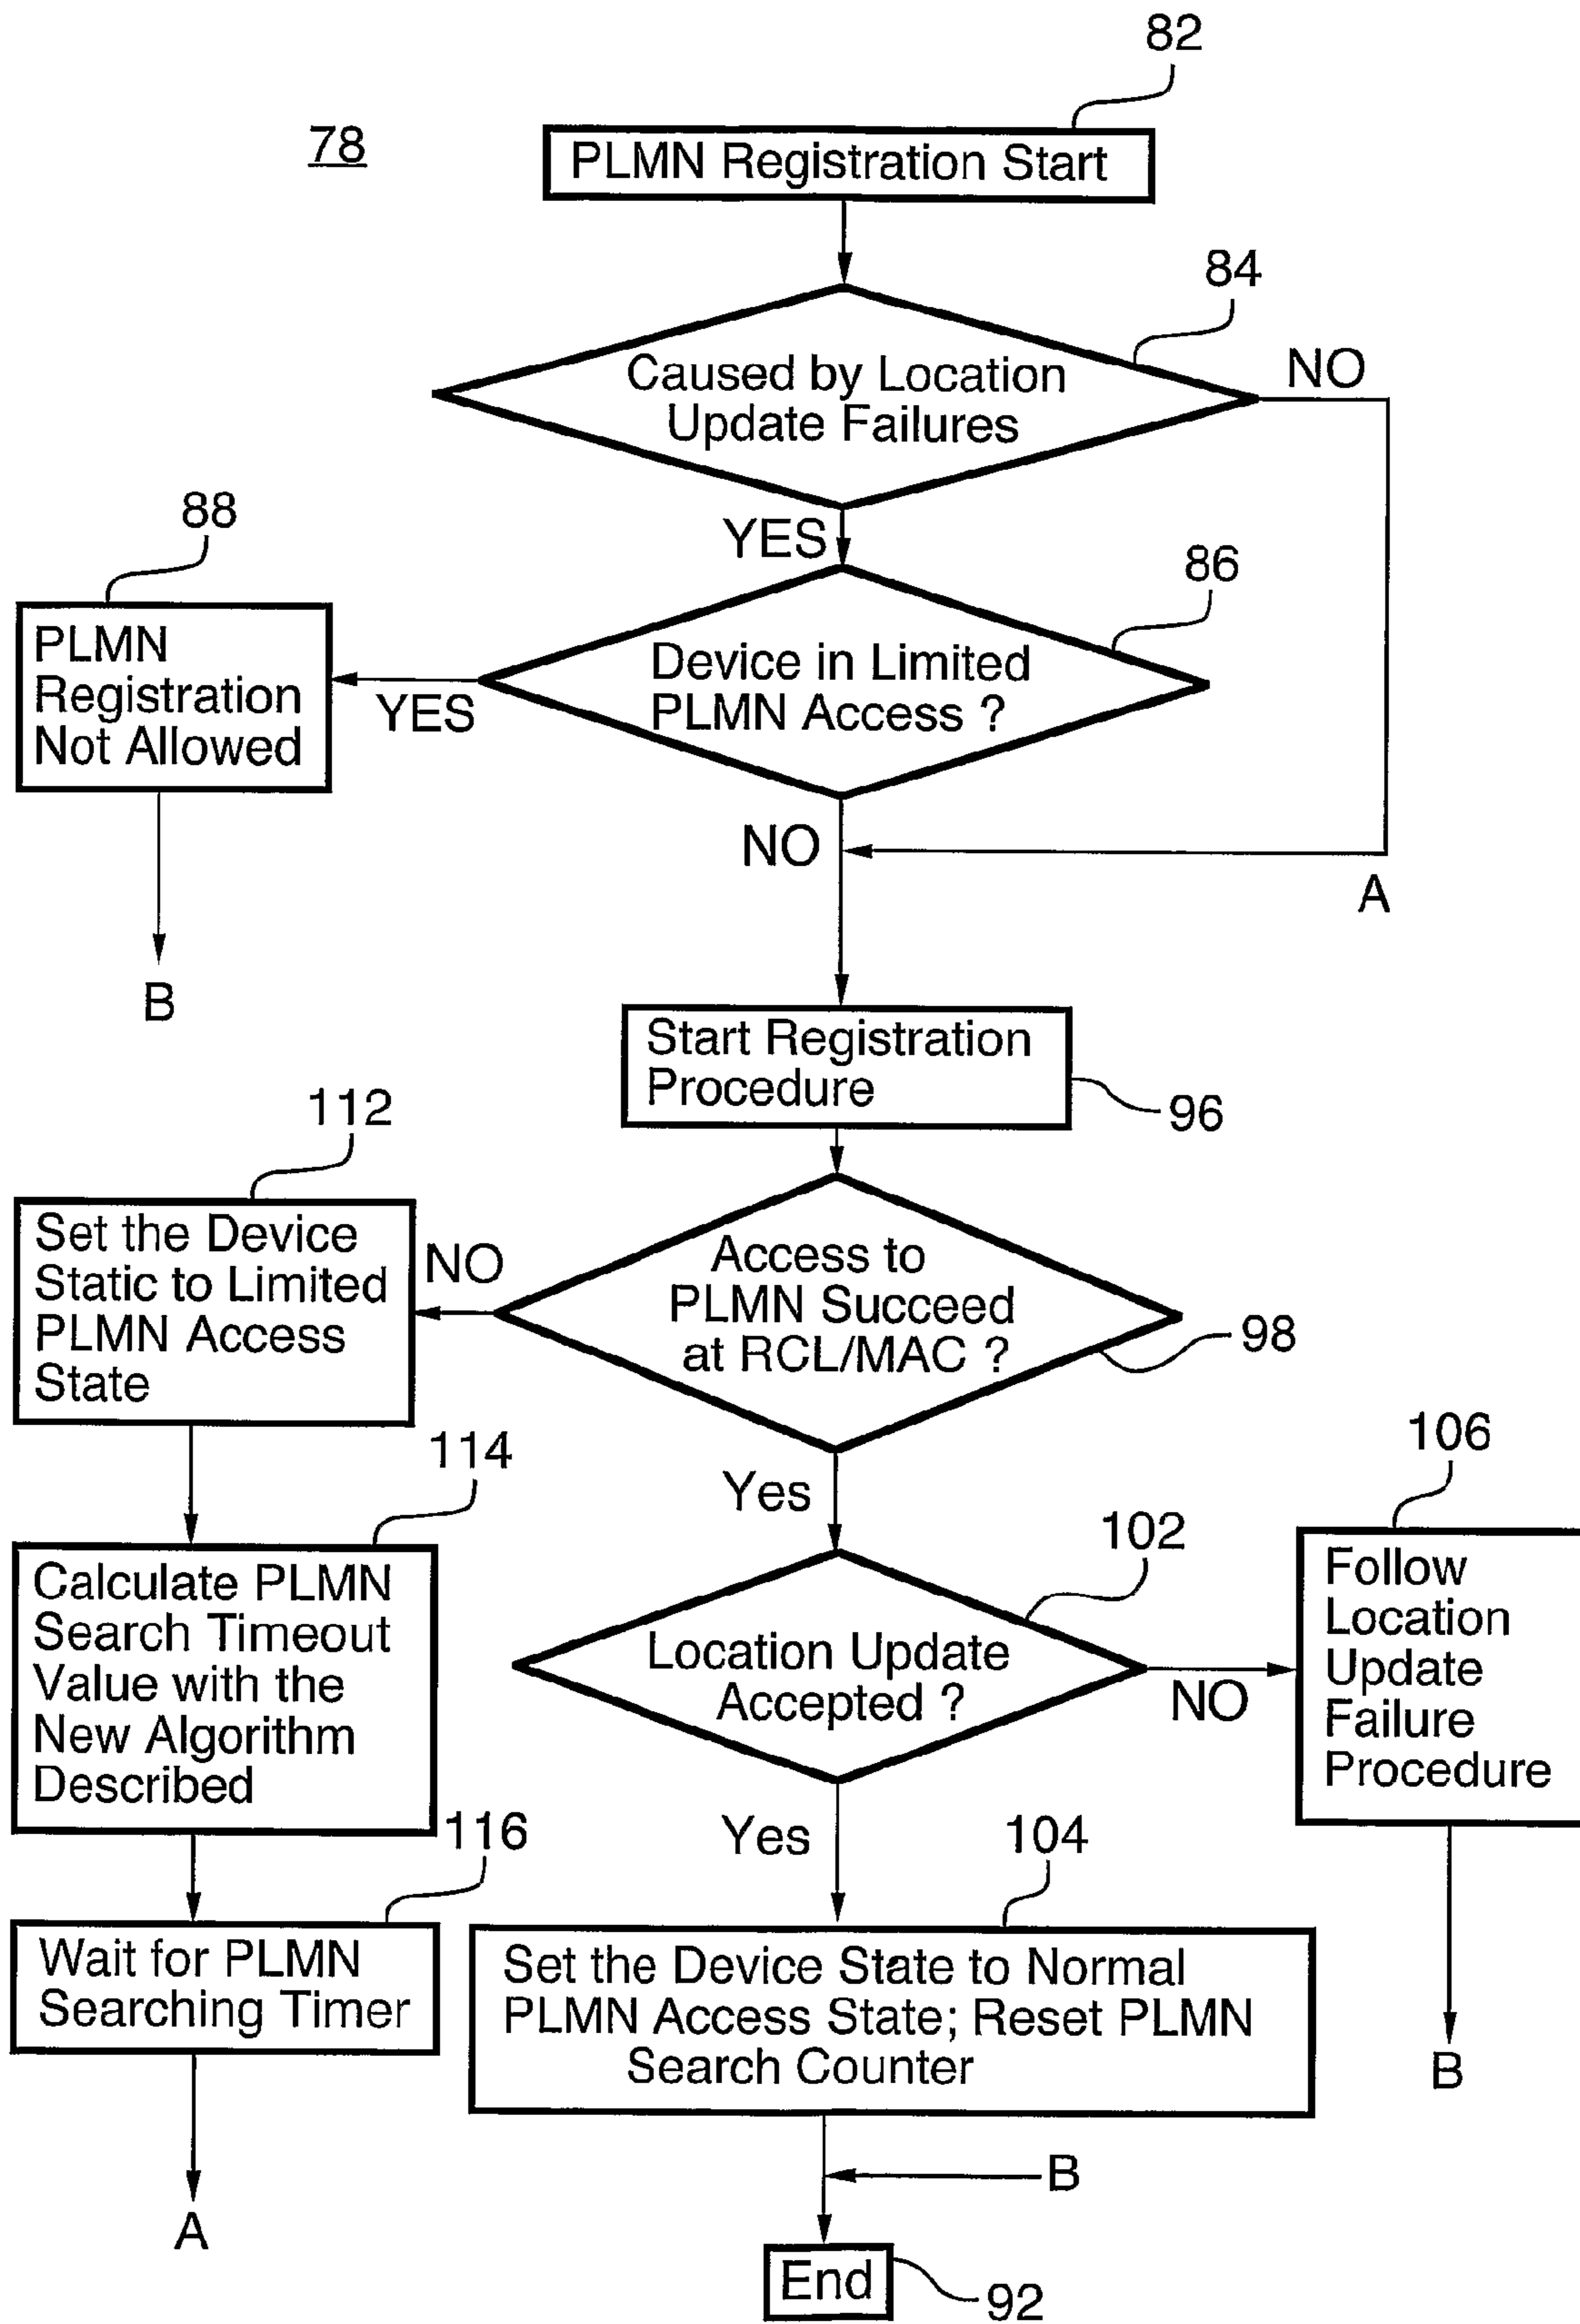 82
78
PLMN Registration Start
84
Caused by Location
Update Failures
NO
YES
88
86
PLMN
Registration
Not Allowed
YES
Device in Limited
PLMN Access ?
NO
A
B
Start Registration
Procedure
96
112
Set the Device
Static to Limited
PLMN Access
State
NO
Access to
PLMN Succeed
at RCL/MAC ?
98
114
Yes
106
102
Calculate PLMN
Search Timeout
Value with the
New Algorithm
Described
Location Update
Accepted ?
NO
Follow
Location
Update
Failure
Procedure
116
Yes
104
Wait for PLMN
Searching Timer
Set the Device State to Normal
PLMN Access State; Reset PLMN
Search Counter
B
A
B
End
92